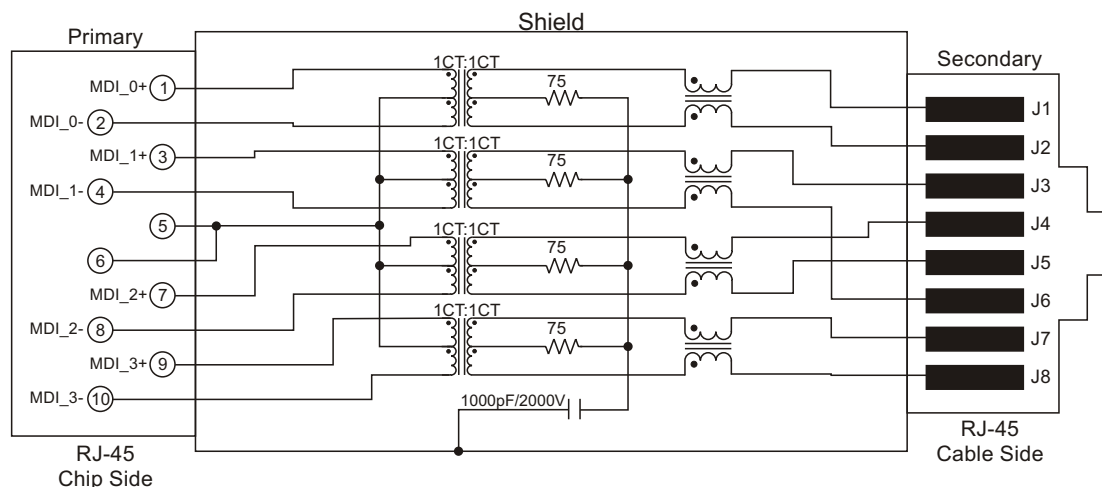 Shield
Primary
Secondary
1CT:1CT
75
MDI_0+ 1
MDI_0- 2
J1
J2
1CT:1CT
75
MDI_1+ 3
MDI_1- 4
J3
J4
5
6
1CT:1CT
75
MDI_2+ 7
MDI_2- 8
J5
J6
1CT:1CT
75
MDI_3+ 9
MDI_3- 10
J7
J8
1000pF/2000V
RJ-45
Chip Side
RJ-45
Cable Side